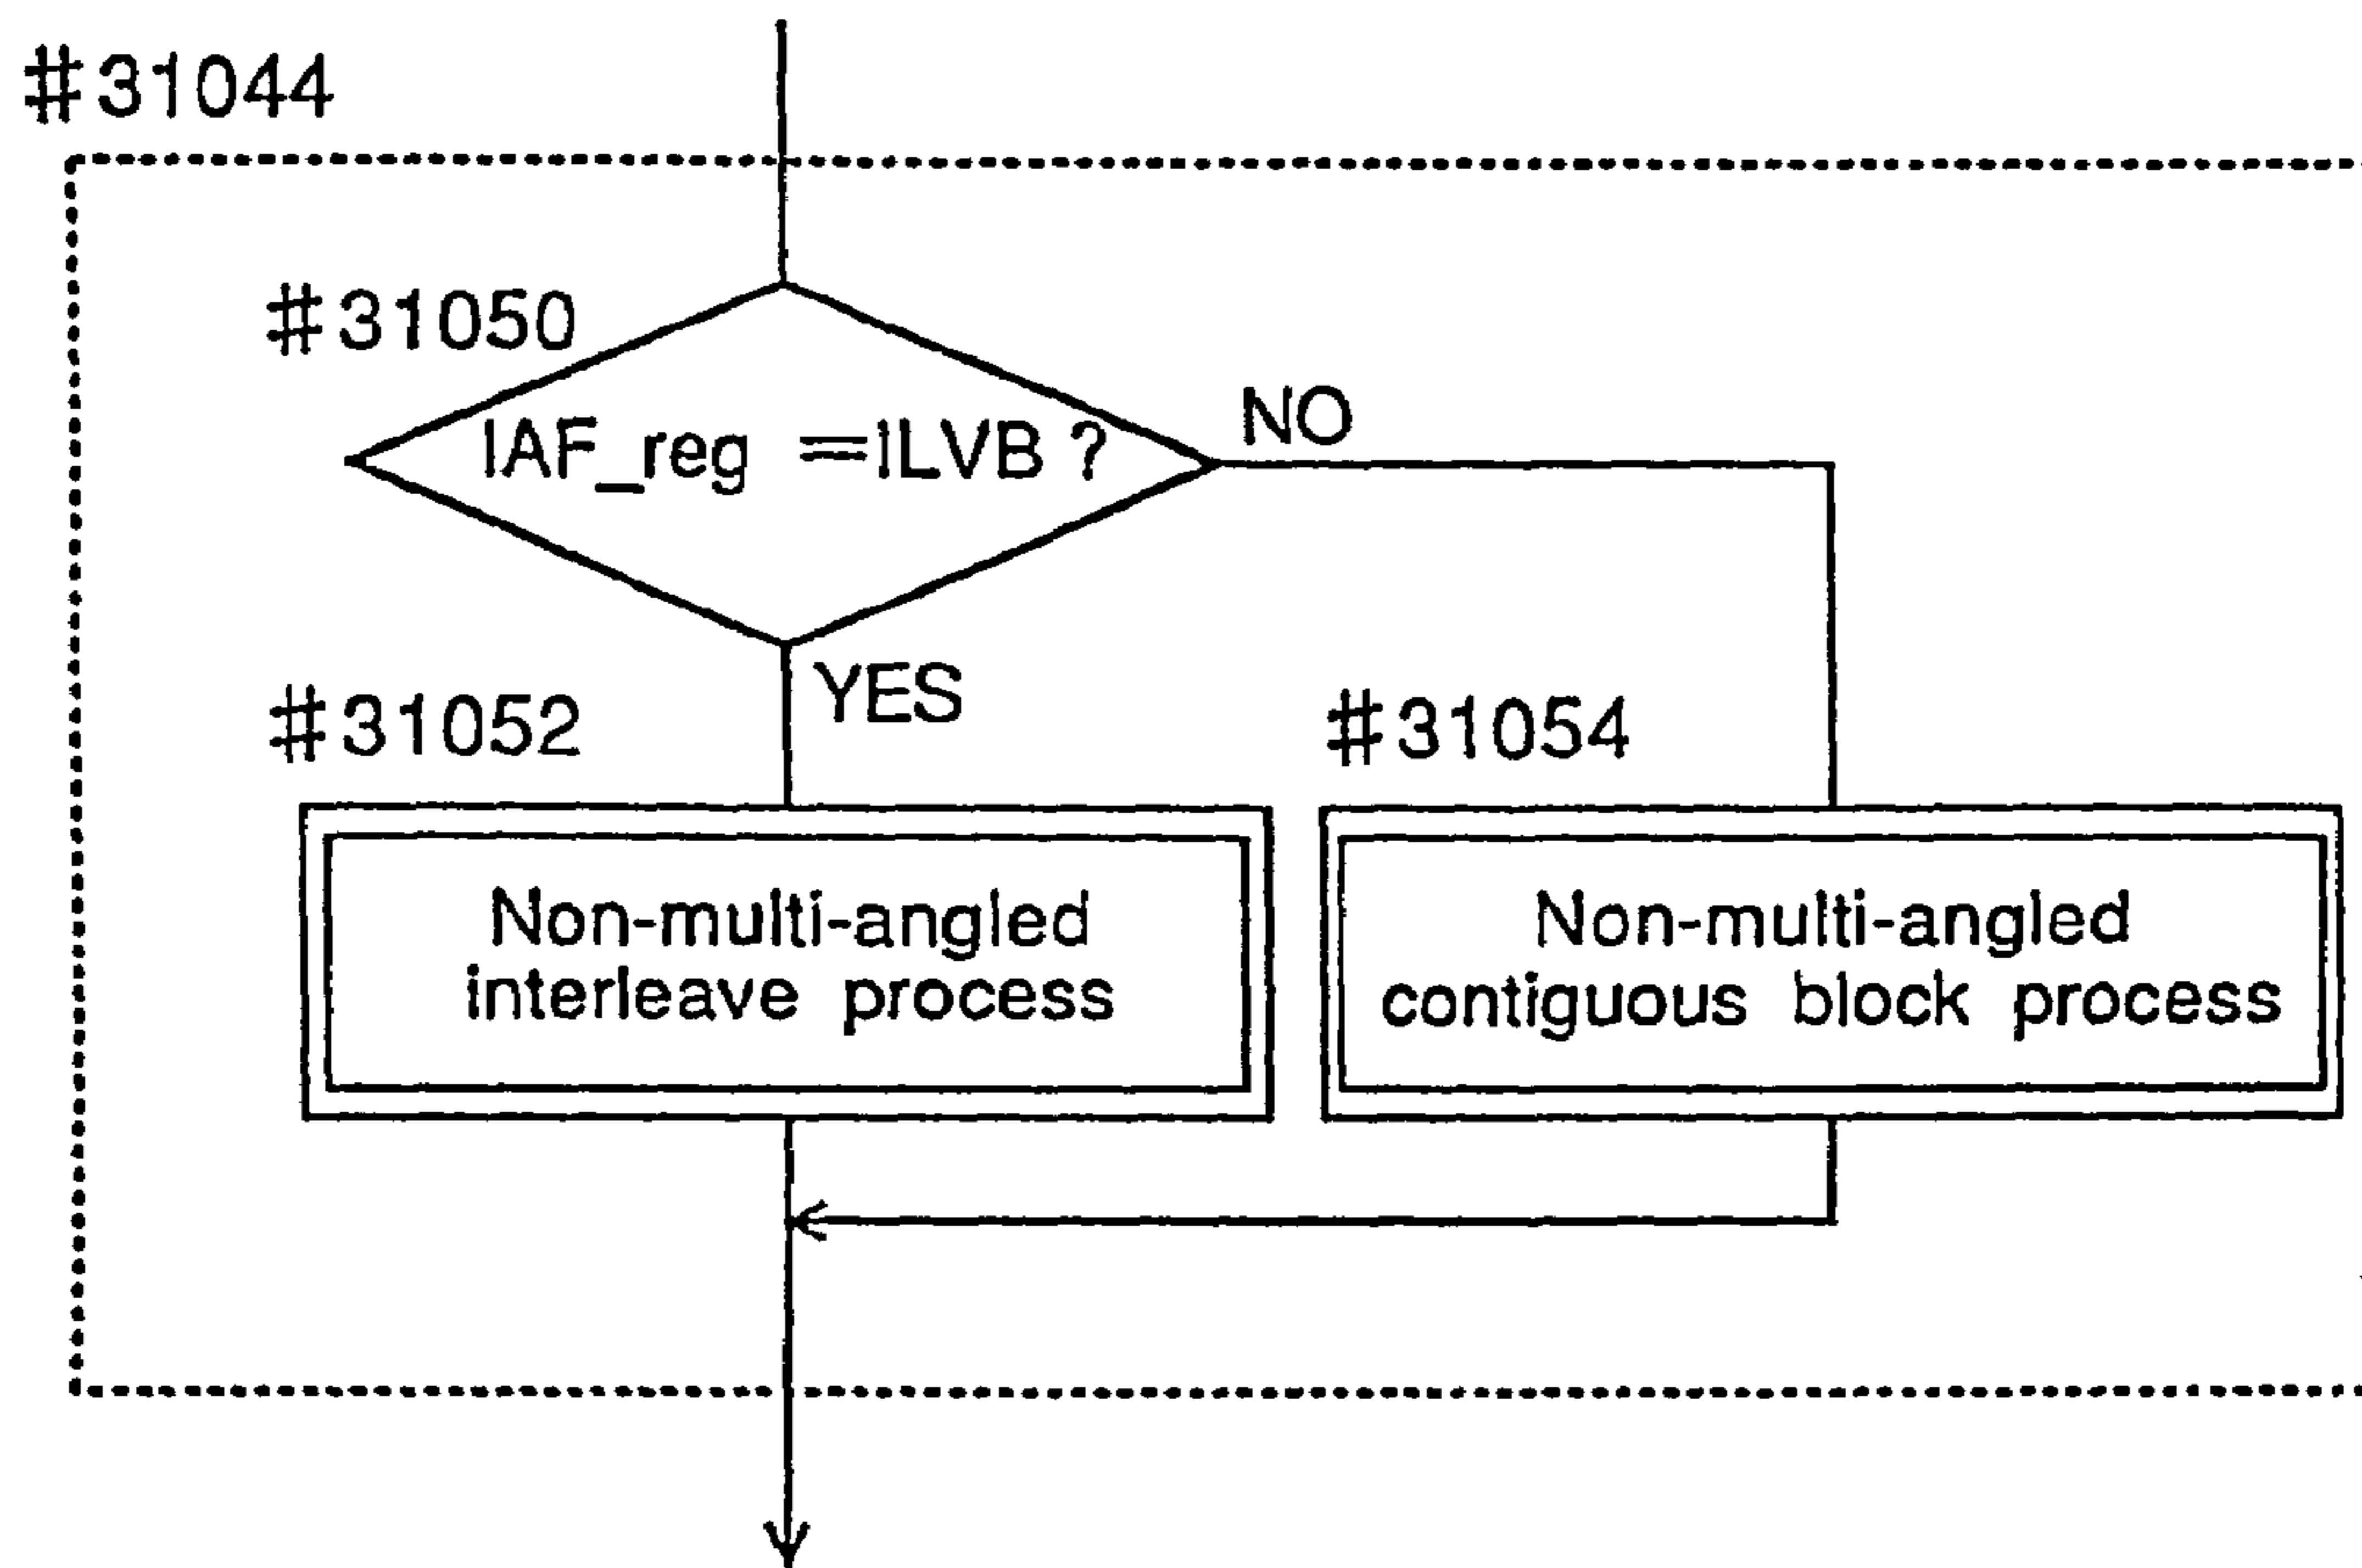 #31044
#31050
IAF_reg =ILVB ?
NO
YES
#31052
#31054
Non-multi-angled
interleave process
Non-multi-angled
contiguous block process